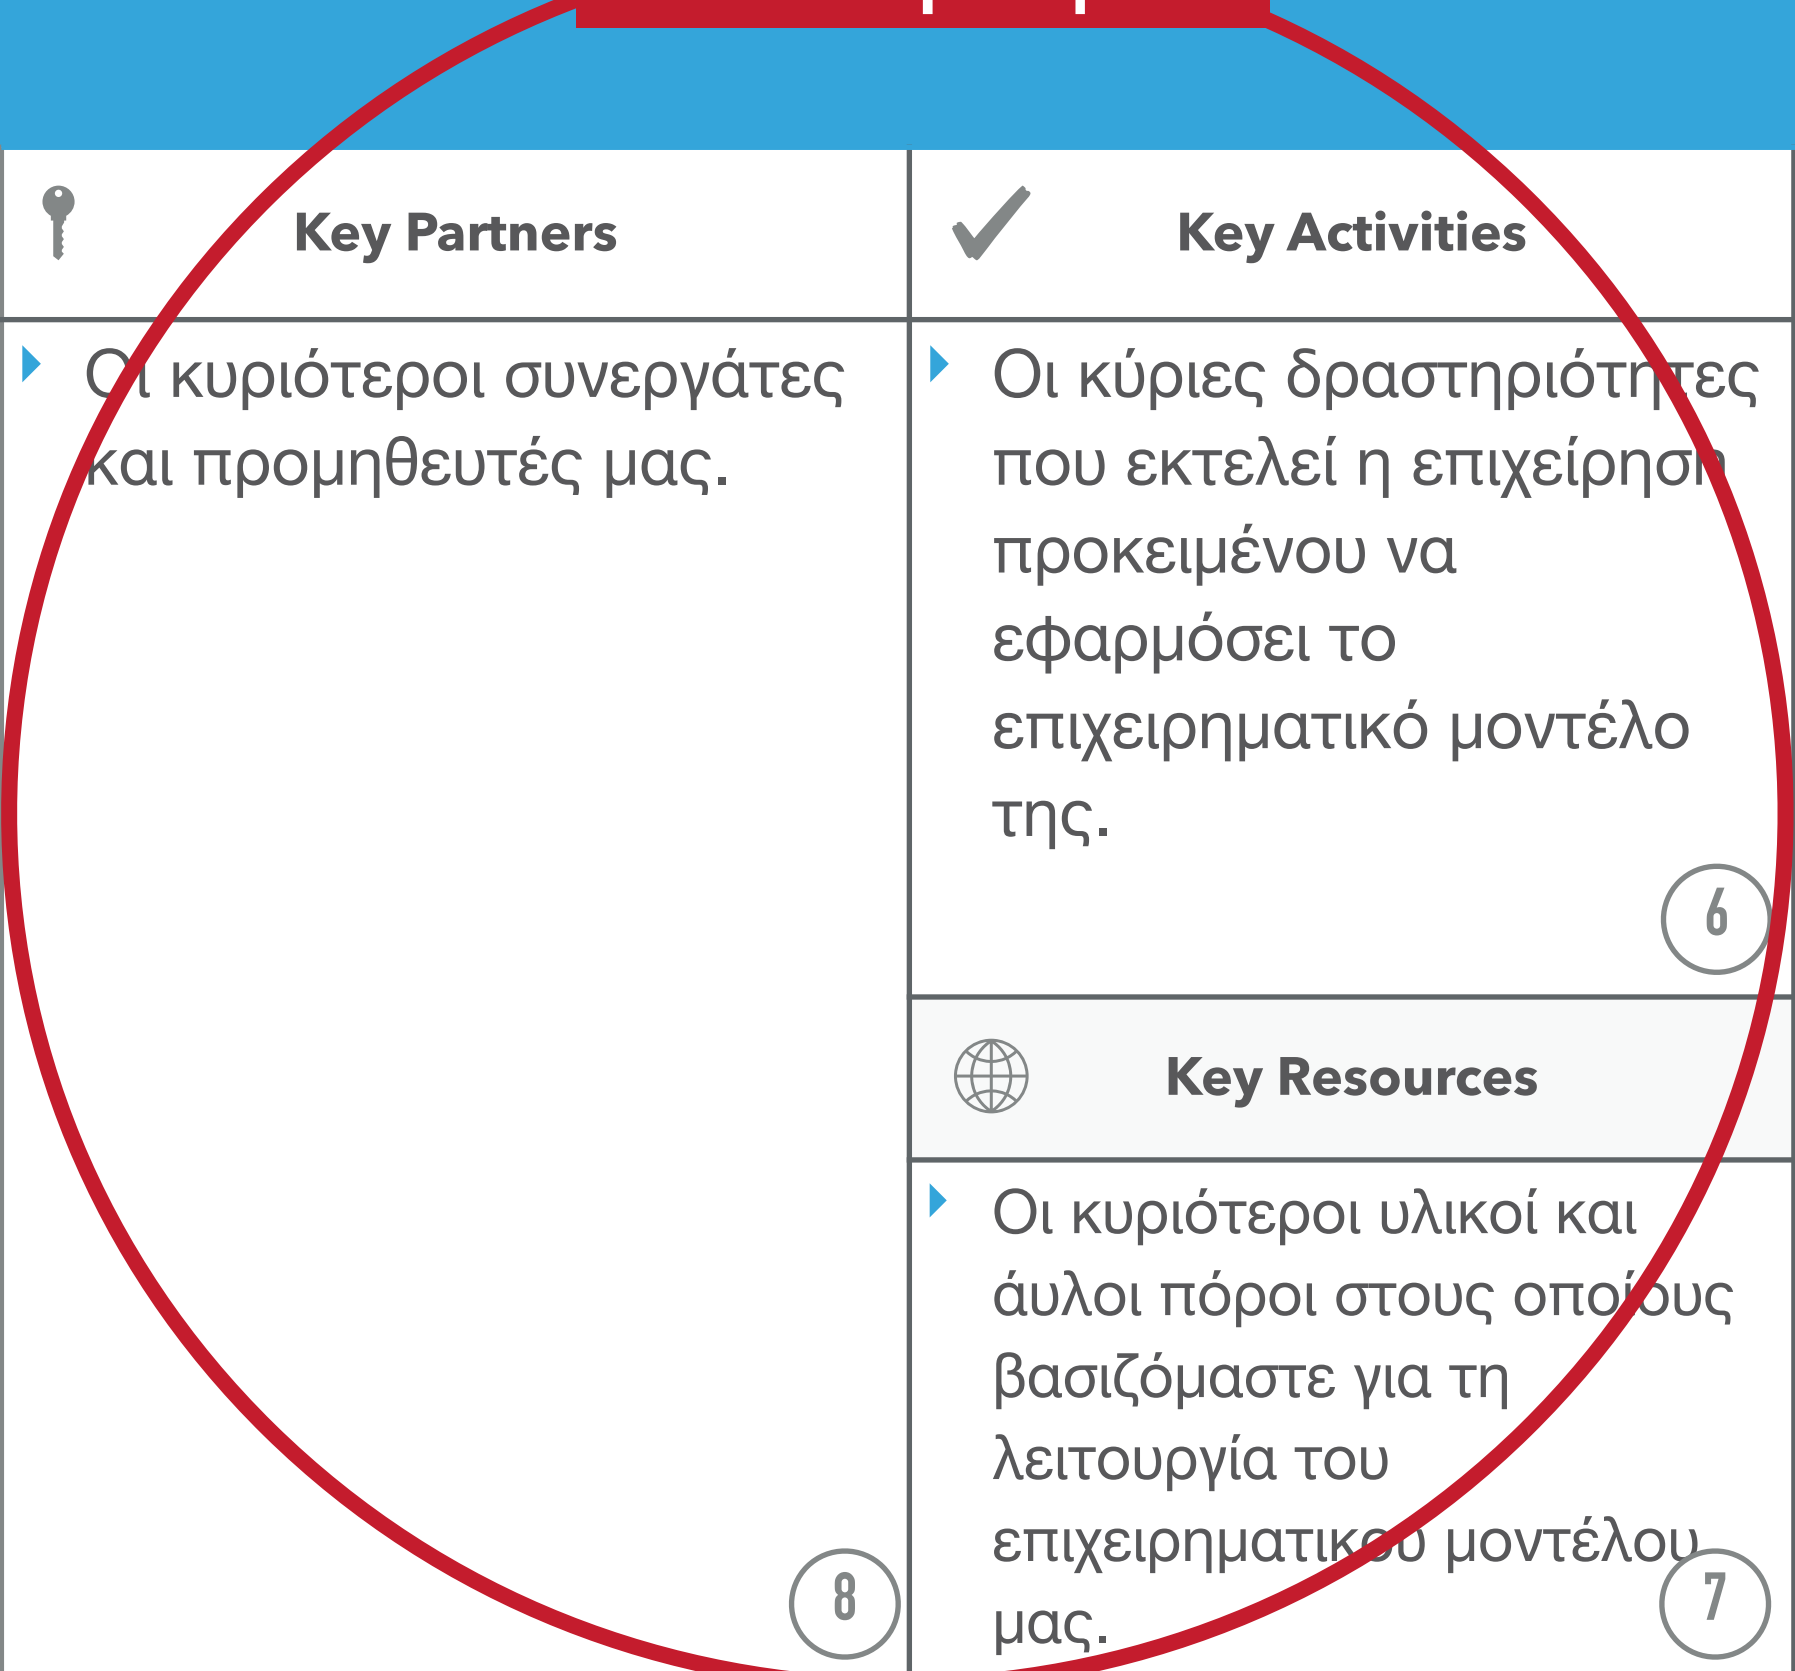 Key Partners
Οι κυριότεροι συνεργάτες
και προμηθευτές μας.
8
Key Activities
Οι κύριες δραστηριότητες
που εκτελεί η επιχείρηση
προκειμένου να
εφαρμόσει το
επιχειρηματικό μοντέλο
της.
6
Key Resources
Οι κυριότεροι υλικοί και
άυλοι πόροι στους οποίους
βασιζόμαστε για τη
λειτουργία του
επιχειρηματικού μοντέλου
μας.
7